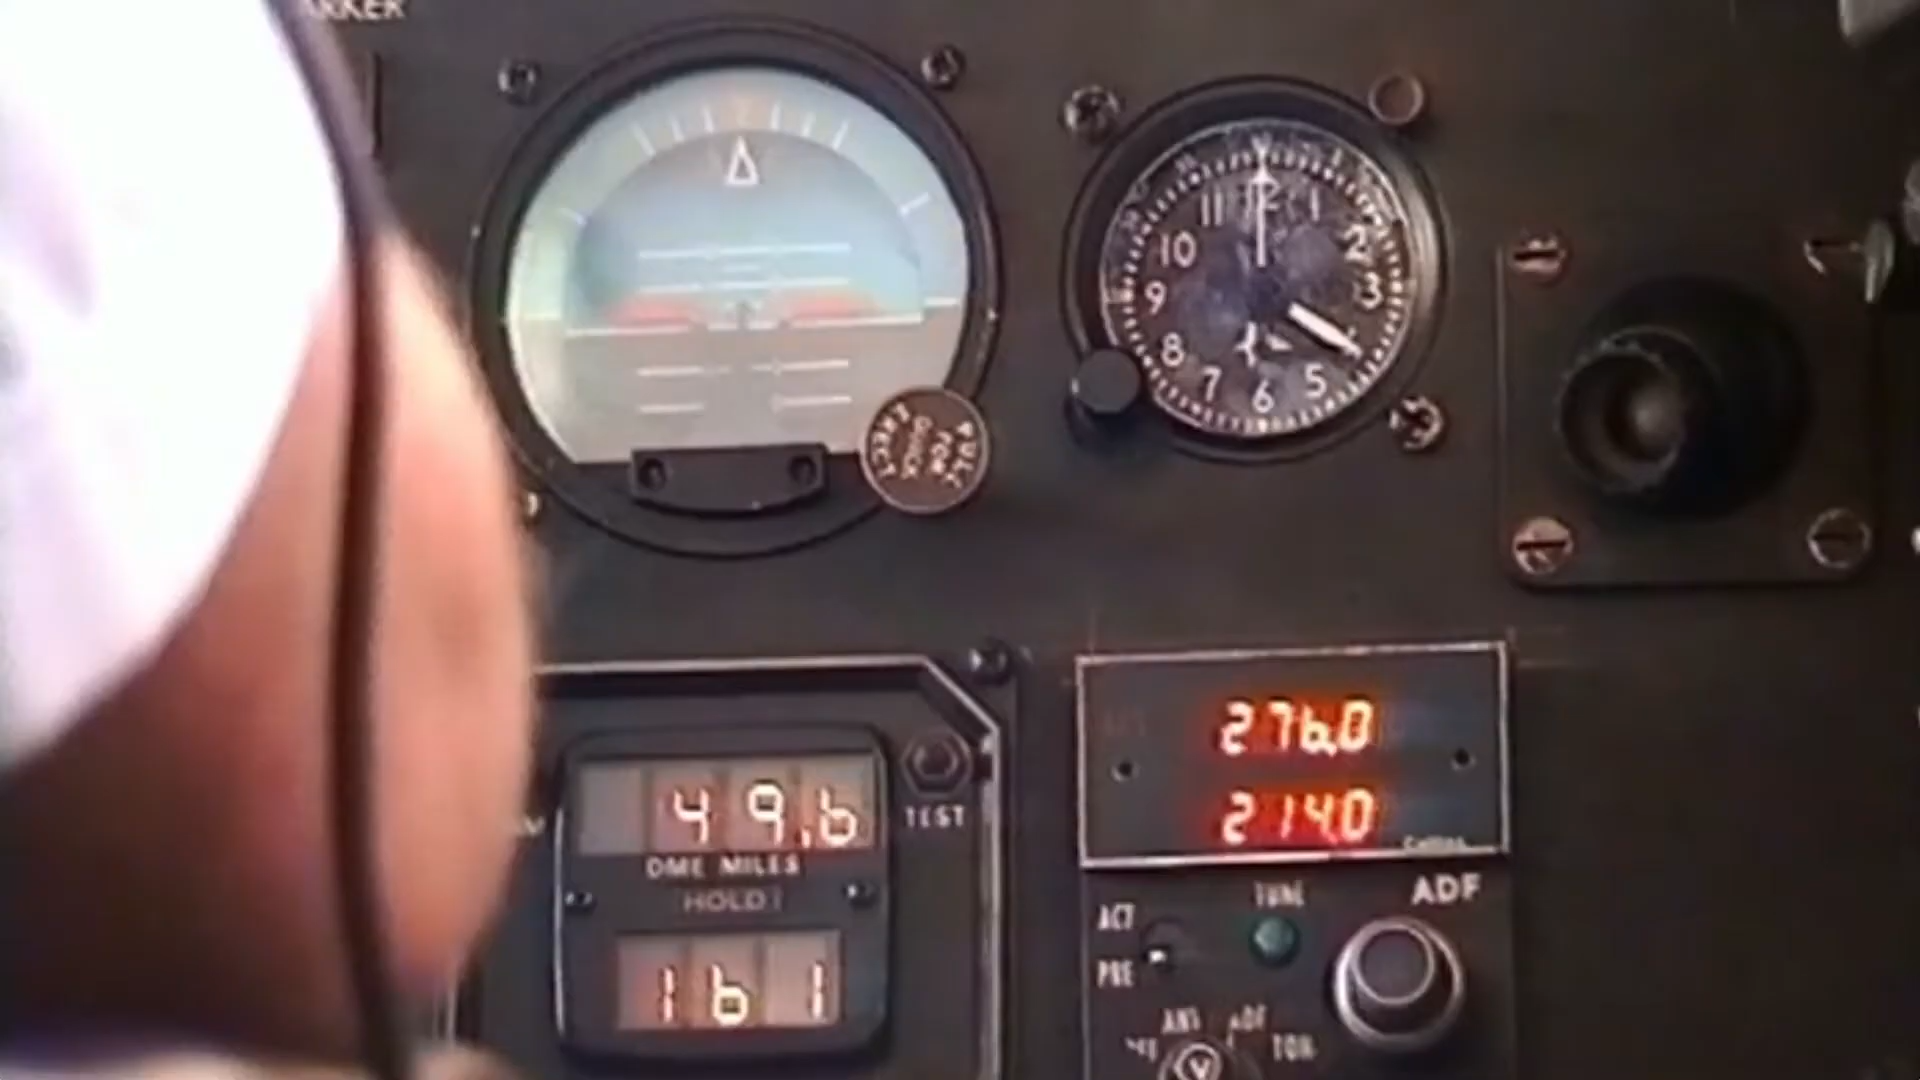 PULL
FOR
QUICK
ERECT
12
1
2
3
5
6
7
8
9
10
11
276.0
214.0
Collins
49.6
TEST
DME MILES
HOLD
161
TUNE
ADF
ACT
PRE
ANT
ADF
TON